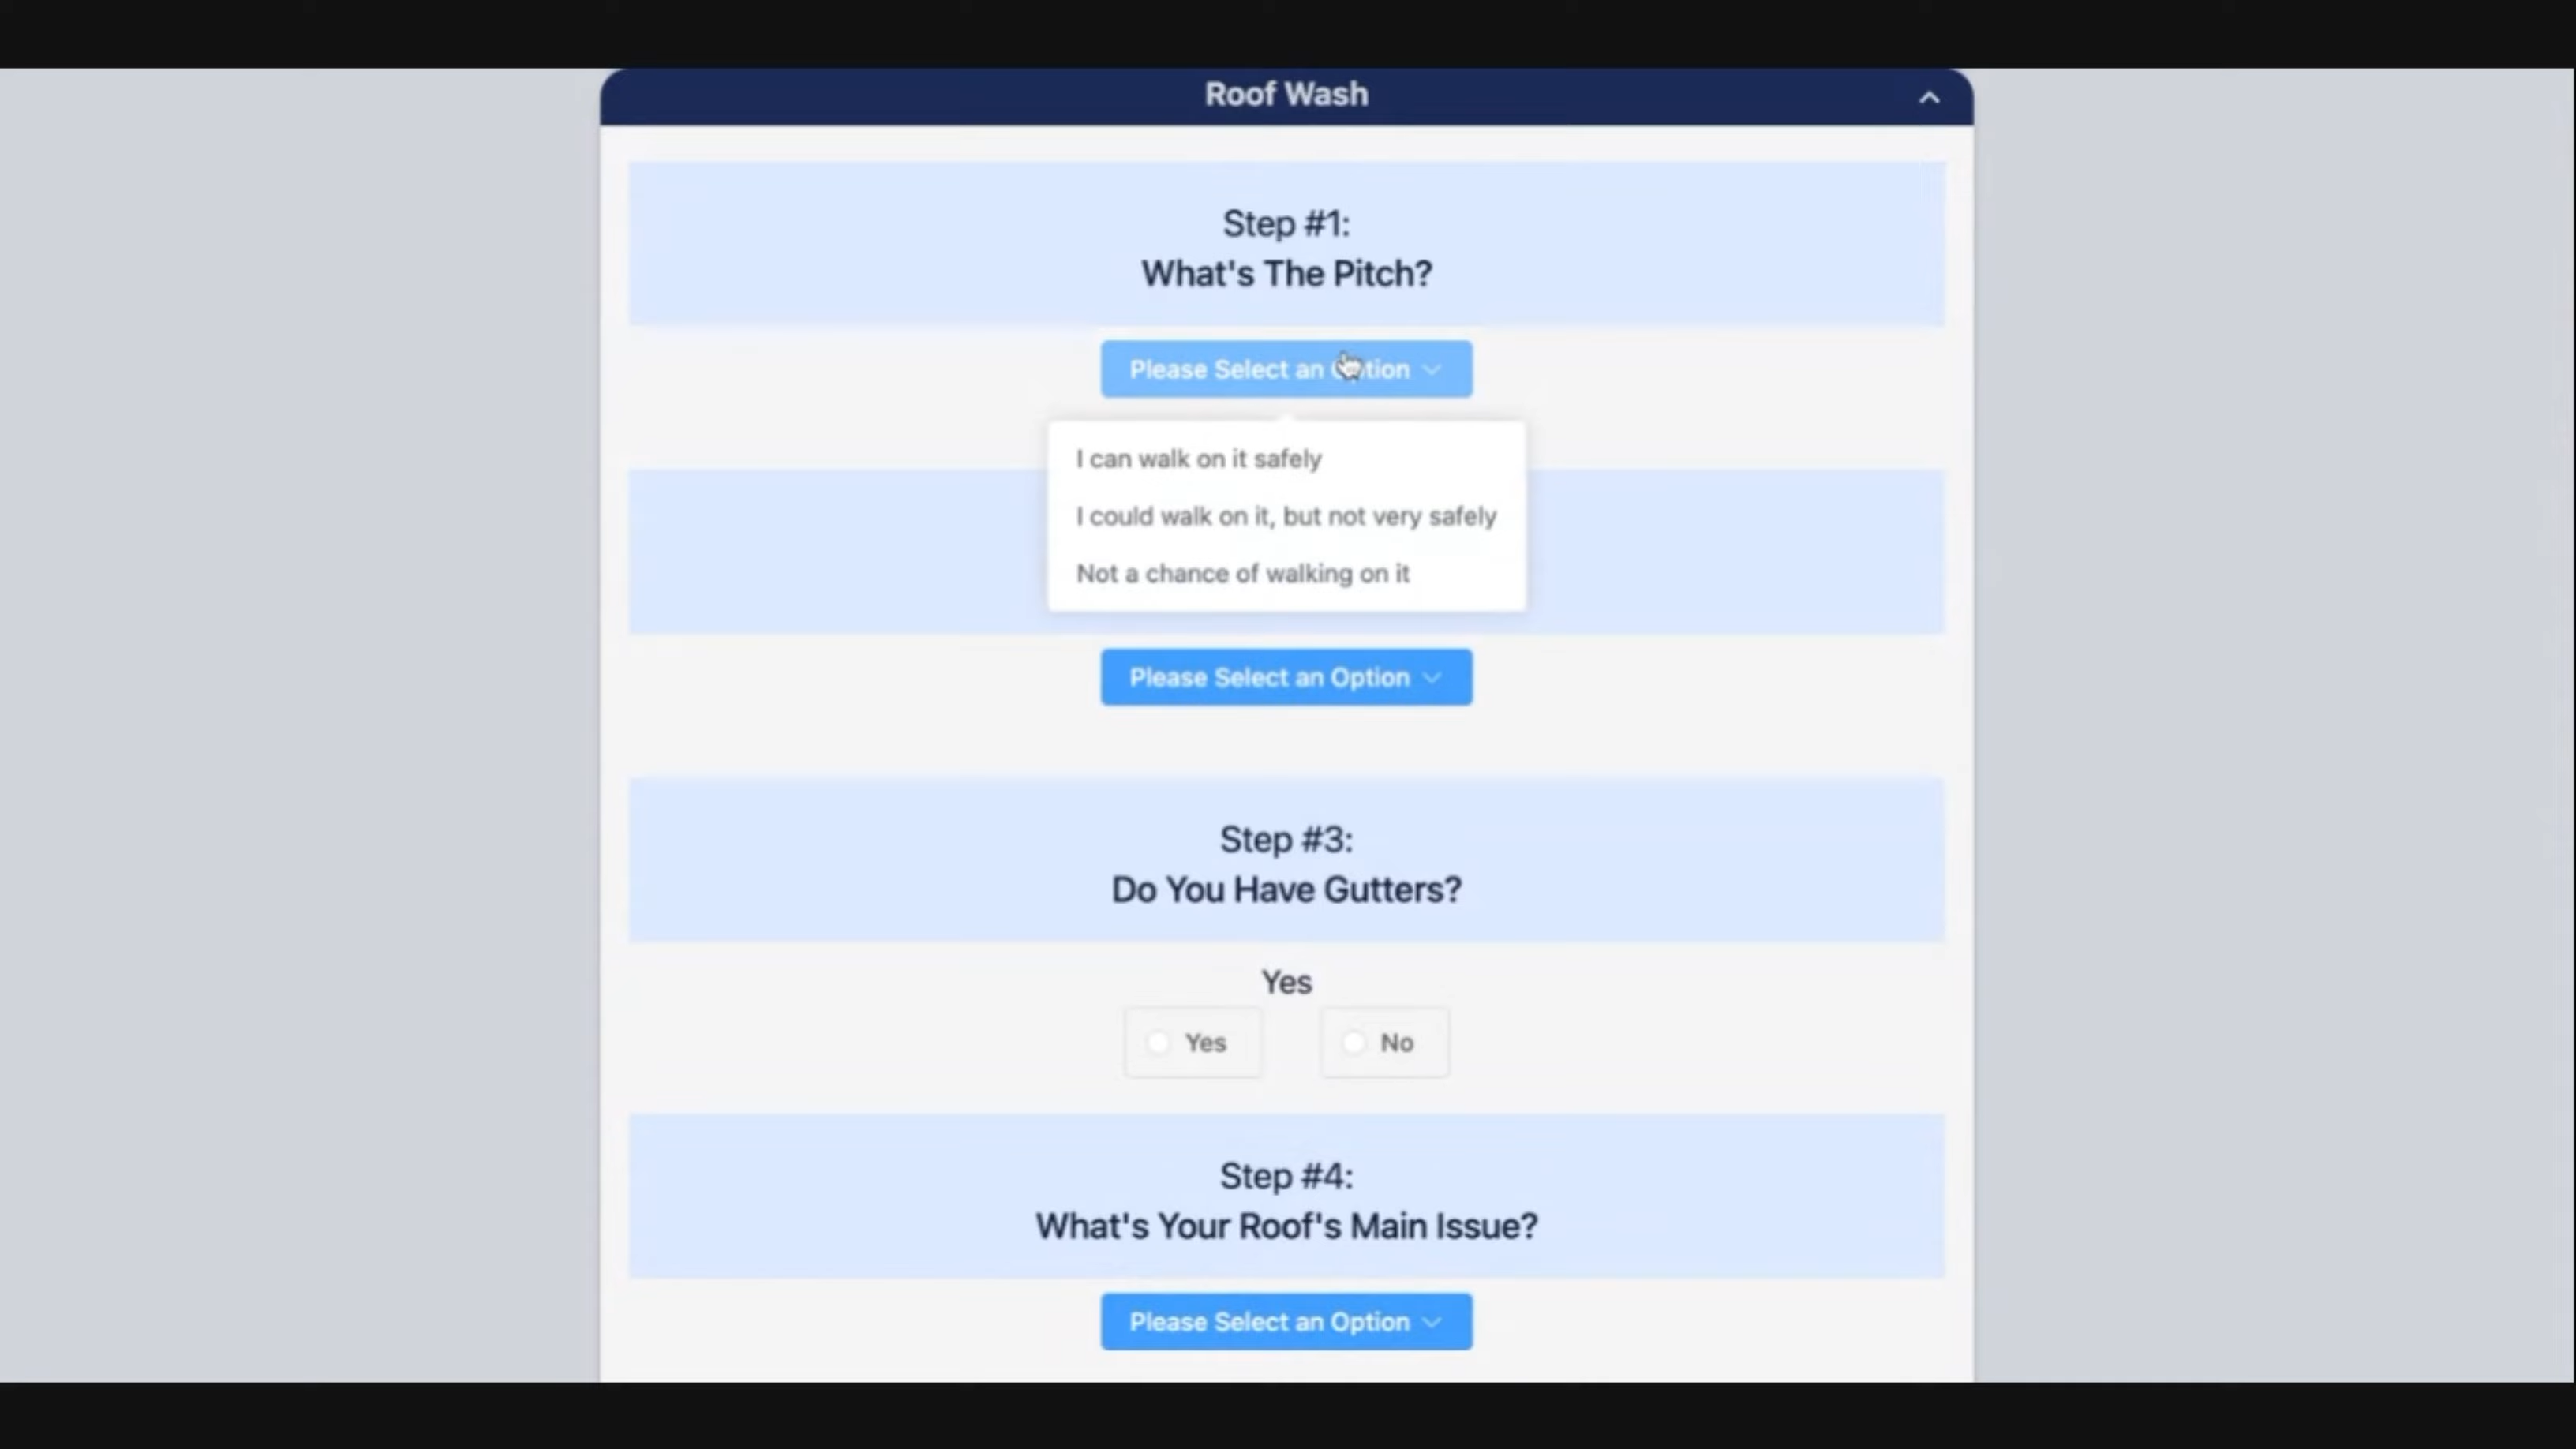 Roof Wash
Step #1:
What's The Pitch?
Please Select an Option
I can walk on it safely
I could walk on it, but not very safely
Not a chance of walking on it
Please Select an Option
Step #3:
Do You Have Gutters?
Yes
Yes
No
Step #4:
What's Your Roof's Main Issue?
Please Select an Option